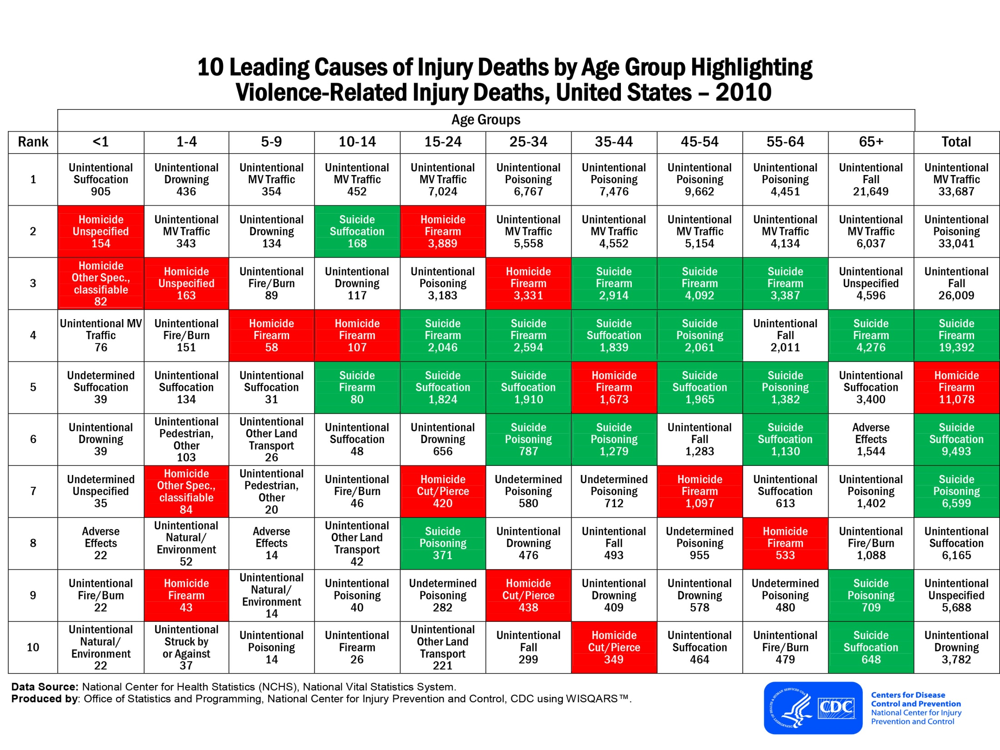 10 Leading Causes of Injury Deaths by Age Group Highlighting
Violence-Related Injury Deaths, United States – 2010
Age Groups
Rank <1 1-4 5-9 10-14 15-24 25-34 35-44 45-54 55-64 65+ Total
1
Unintentional
Suffocation
905
Unintentional
Drowning
436
Unintentional
MV Traffic
354
Unintentional
MV Traffic
452
Unintentional
MV Traffic
7,024
Unintentional
Poisoning
6,767
Unintentional
Poisoning
7,476
Unintentional
Poisoning
9,662
Unintentional
Poisoning
4,451
Unintentional
Fall
21,649
Unintentional
MV Traffic
33,687
2
Homicide
Unspecified
154
Unintentional
MV Traffic
343
Unintentional
Drowning
134
Suicide
Suffocation
168
Homicide
Firearm
3,889
Unintentional
MV Traffic
5,558
Unintentional
MV Traffic
4,552
Unintentional
MV Traffic
5,154
Unintentional
MV Traffic
4,134
Unintentional
MV Traffic
6,037
Unintentional
Poisoning
33,041
3
Homicide
Other Spec.,
classifiable
82
Homicide
Unspecified
163
Unintentional
Fire/Burn
89
Unintentional
Drowning
117
Unintentional
Poisoning
3,183
Homicide
Firearm
3,331
Suicide
Firearm
2,914
Suicide
Firearm
4,092
Suicide
Firearm
3,387
Unintentional
Unspecified
4,596
Unintentional
Fall
26,009
4
Unintentional MV
Traffic
76
Unintentional
Fire/Burn
151
Homicide
Firearm
58
Homicide
Firearm
107
Suicide
Firearm
2,046
Suicide
Firearm
2,594
Suicide
Suffocation
1,839
Suicide
Poisoning
2,061
Unintentional
Fall
2,011
Suicide
Firearm
4,276
Suicide
Firearm
19,392
5
Undetermined
Suffocation
39
Unintentional
Suffocation
134
Unintentional
Suffocation
31
Suicide
Firearm
80
Suicide
Suffocation
1,824
Suicide
Suffocation
1,910
Homicide
Firearm
1,673
Suicide
Suffocation
1,965
Suicide
Poisoning
1,382
Unintentional
Suffocation
3,400
Homicide
Firearm
11,078
6
Unintentional
Drowning
39
Unintentional
Pedestrian,
Other
103
Unintentional
Other Land
Transport
26
Unintentional
Suffocation
48
Unintentional
Drowning
656
Suicide
Poisoning
787
Suicide
Poisoning
1,279
Unintentional
Fall
1,283
Suicide
Suffocation
1,130
Adverse
Effects
1,544
Suicide
Suffocation
9,493
7
Undetermined
Unspecified
35
Homicide
Other Spec.,
classifiable
84
Unintentional
Pedestrian,
Other
20
Unintentional
Fire/Burn
46
Homicide
Cut/Pierce
420
Undetermined
Poisoning
580
Undetermined
Poisoning
712
Homicide
Firearm
1,097
Unintentional
Suffocation
613
Unintentional
Poisoning
1,402
Suicide
Poisoning
6,599
8
Adverse
Effects
22
Unintentional
Natural/
Environment
52
Adverse
Effects
14
Unintentional
Other Land
Transport
42
Suicide
Poisoning
371
Unintentional
Drowning
476
Unintentional
Fall
493
Undetermined
Poisoning
955
Homicide
Firearm
533
Unintentional
Fire/Burn
1,088
Unintentional
Suffocation
6,165
9
Unintentional
Fire/Burn
22
Homicide
Firearm
43
Unintentional
Natural/
Environment
14
Unintentional
Poisoning
40
Undetermined
Poisoning
282
Homicide
Cut/Pierce
438
Unintentional
Drowning
409
Unintentional
Drowning
578
Undetermined
Poisoning
480
Suicide
Poisoning
709
Unintentional
Unspecified
5,688
10
Unintentional
Natural/
Environment
22
Unintentional
Struck by
or Against
37
Unintentional
Poisoning
14
Unintentional
Firearm
26
Unintentional
Other Land
Transport
221
Unintentional
Fall
299
Homicide
Cut/Pierce
349
Unintentional
Suffocation
464
Unintentional
Fire/Burn
479
Suicide
Suffocation
648
Unintentional
Drowning
3,782
Data Source: National Center for Health Statistics (NCHS), National Vital Statistics System.
Produced by: Office of Statistics and Programming, National Center for Injury Prevention and Control, CDC using WISQARS™.
DEPARTMENT OF HEALTH & HUMAN SERVICES·USA
CDC
Centers for Disease
Control and Prevention
National Center for Injury
Prevention and Control